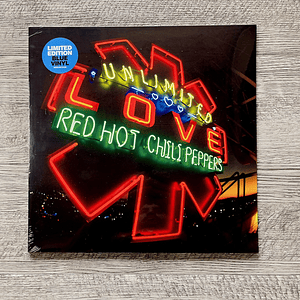 LIMITED
EDITION
BLUE
VINYL
UNLIMITED
LOVE
RED HOT CHILI PEPPERS